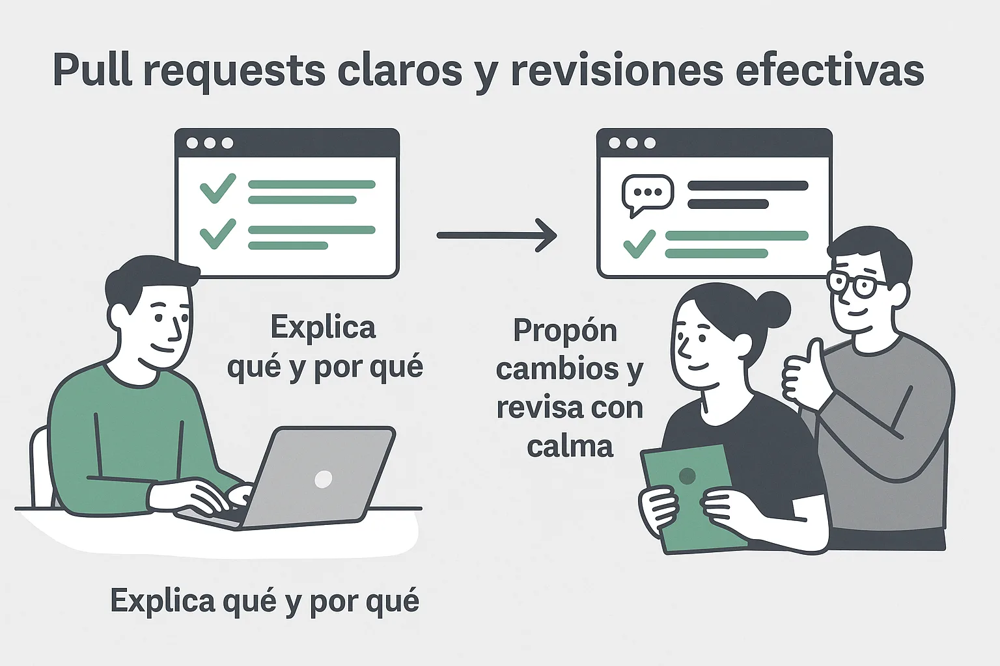 Pull requests claros y revisiones efectivas
Explica
qué y por qué
Propón
cambios y
revisa con
calma
Explica qué y por qué